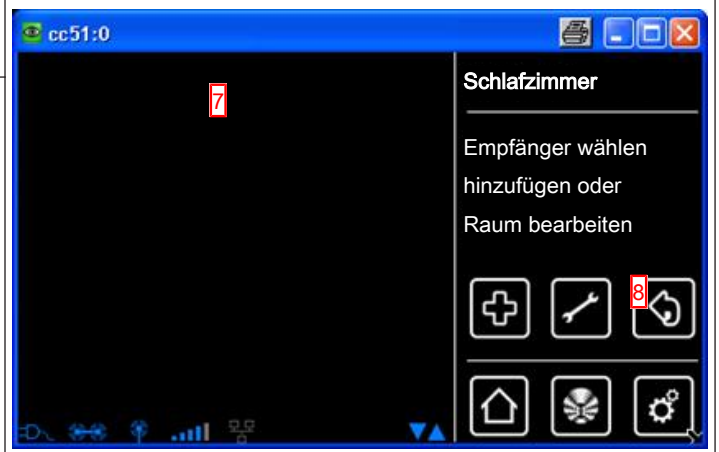 cc51:0
7
Schlafzimmer
Empfänger wählen
hinzufügen oder
Raum bearbeiten
8